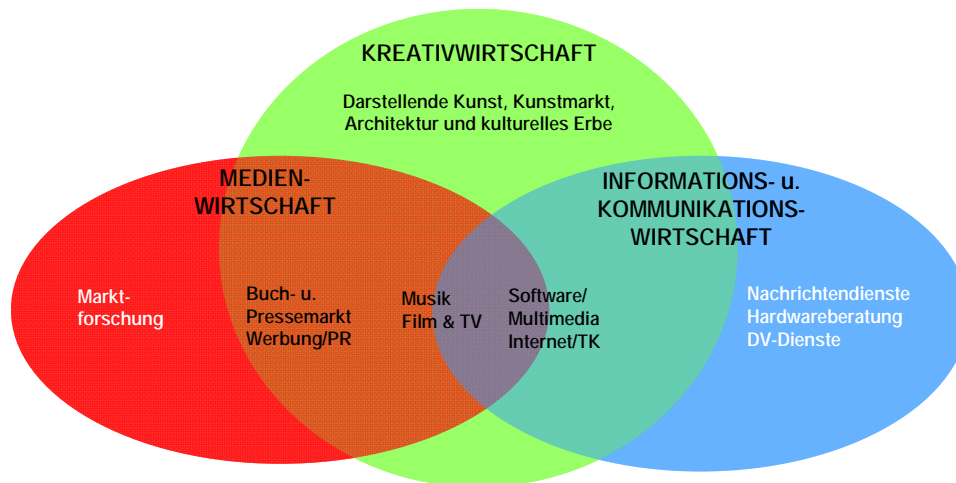 KREATIVWIRTSCHAFT
Darstellende Kunst, Kunstmarkt,
Architektur und kulturelles Erbe
MEDIEN-
WIRTSCHAFT
INFORMATIONS- u.
KOMMUNIKATIONS-
WIRTSCHAFT
Markt-
forschung
Buch- u.
Pressemarkt
Werbung/PR
Musik
Film & TV
Software/
Multimedia
Internet/TK
Nachrichtendienste
Hardwareberatung
DV-Dienste